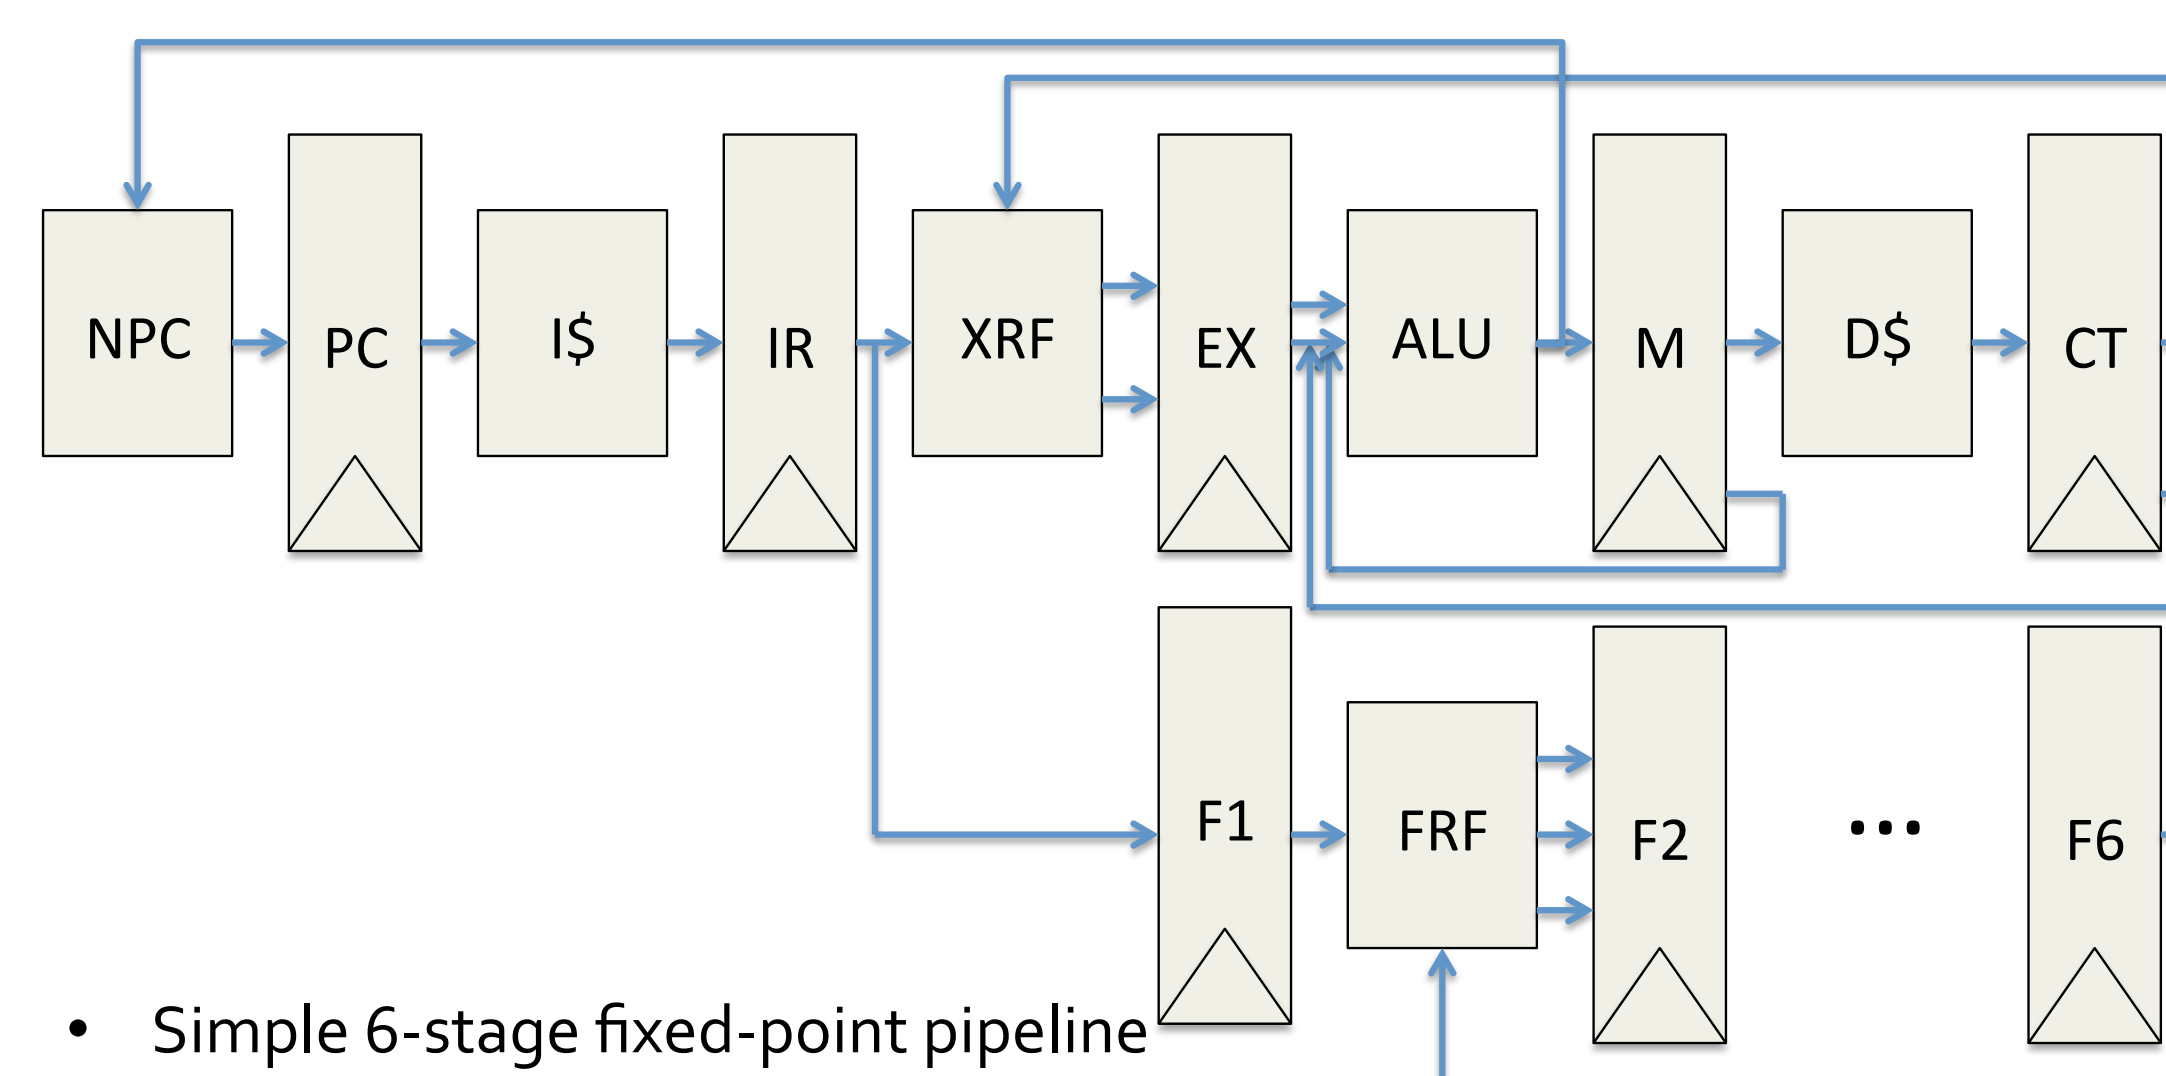 NPC
PC
I$
IR
XRF
EX
ALU
M
D$
CT
F1
FRF
F2
...
F6
• Simple 6-stage fixed-point pipeline